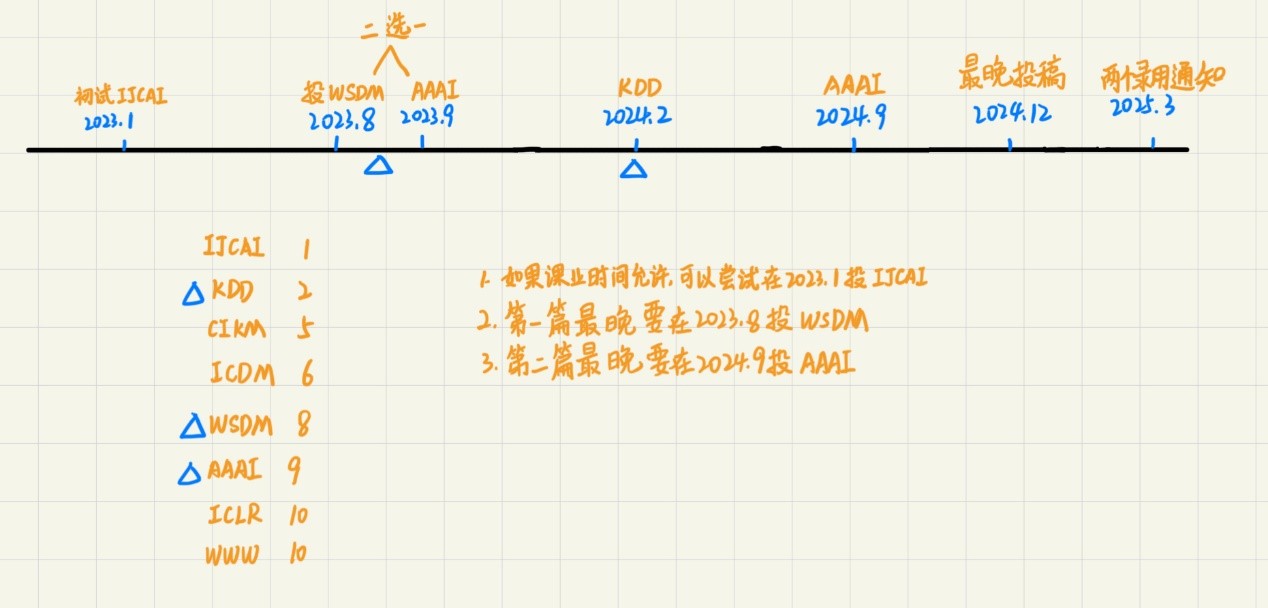 二选一
初试IJCAI
投WSDM
AAAI
KDD
AAAI
最晚投稿
两个录用通知
2023.1
2023.8
2023.9
2024.2
2024.9
2024.12
2025.3
IJCAI 1
KDD 2
CIKM 5
ICDM 6
WSDM 8
AAAI 9
ICLR 10
WWW 10
1. 如果课业时间允许,可以尝试在2023.1投IJCAI
2. 第一篇最晚要在2023.8投WSDM
3. 第二篇最晚要在2024.9投AAAI